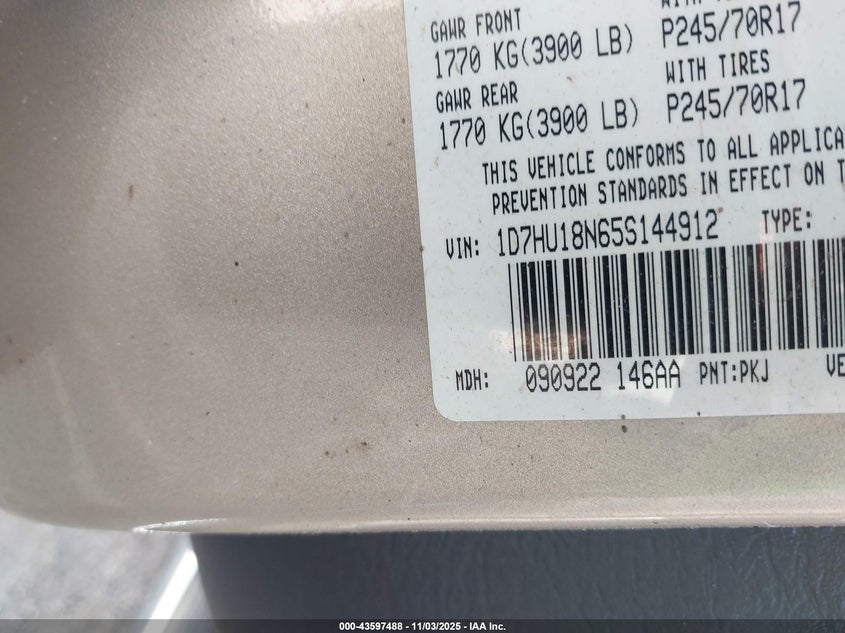 GAWR FRONT
1770 KG(3900 LB) P245/70R17
WITH TIRES
GAWR REAR
1770 KG(3900 LB) P245/70R17
THIS VEHICLE CONFORMS TO ALL
PREVENTION STANDARDS IN EFFECT ON
VIN: 1D7HU18N65S144912 TYPE:
MDH: 090922 146AA PNT:PKJ
000-43597488 - 11/03/2025 - IAA Inc.